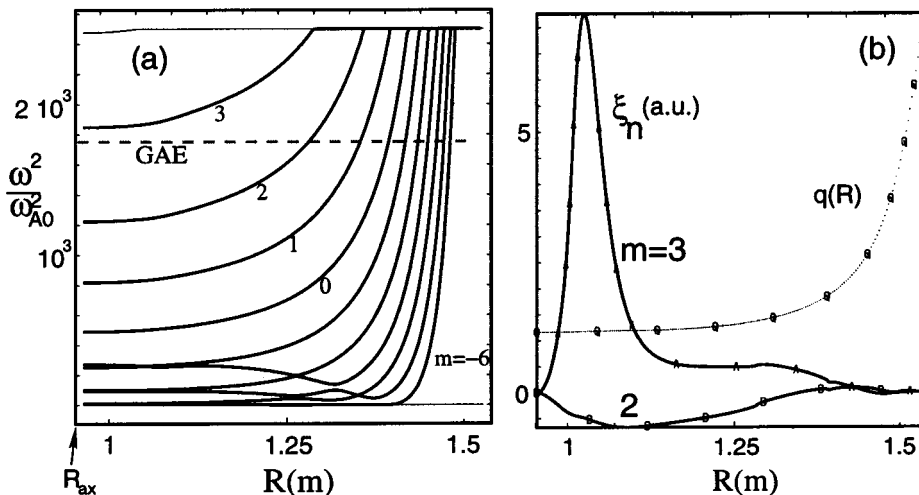 (a)
3
2 10³
GAE
2
ω²
ω²A0
1
10³
0
m=−6
1
1.25
1.5
Rax
R(m)
(b)
ξn(a.u.)
5
q(R)
m=3
0
2
1
1.25
1.5
R(m)